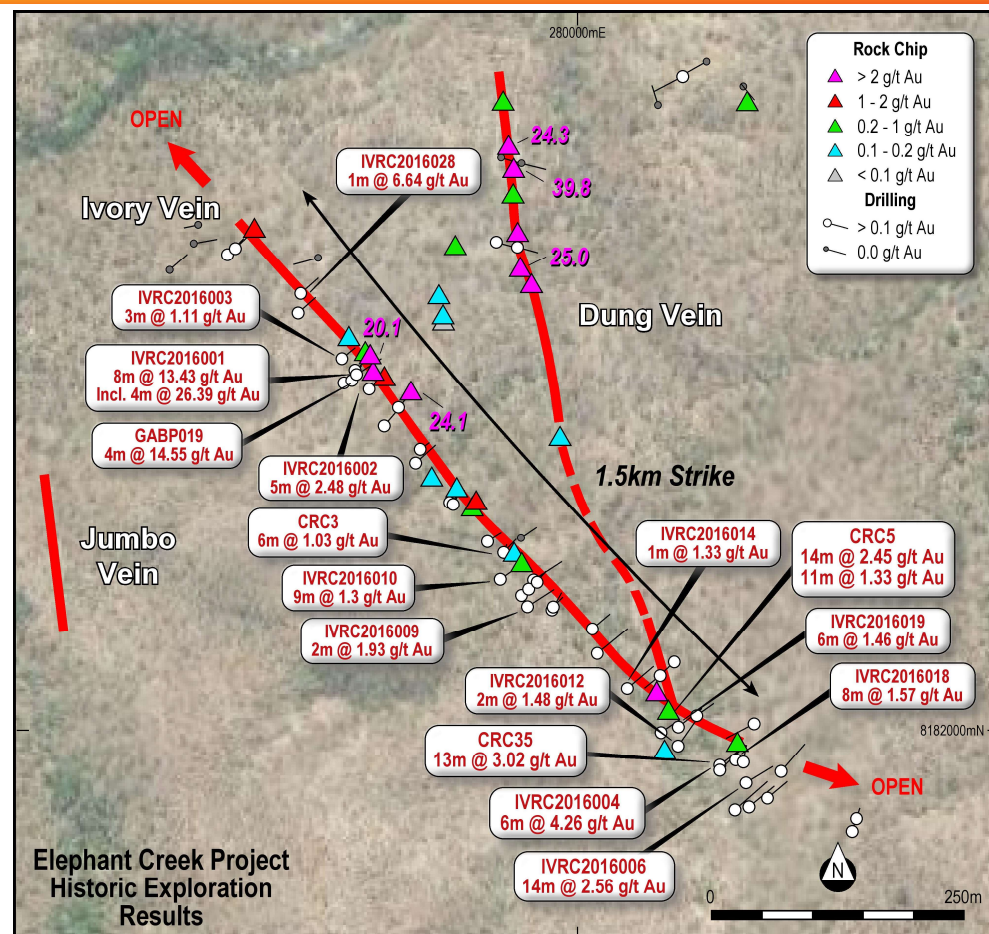 280000mE
Rock Chip
> 2 g/t Au
1 - 2 g/t Au
0.2 - 1 g/t Au
0.1 - 0.2 g/t Au
< 0.1 g/t Au
Drilling
> 0.1 g/t Au
0.0 g/t Au
OPEN
24.3
IVRC2016028
1m @ 6.64 g/t Au
39.8
Ivory Vein
25.0
IVRC2016003
3m @ 1.11 g/t Au
Dung Vein
20.1
IVRC2016001
8m @ 13.43 g/t Au
Incl. 4m @ 26.39 g/t Au
24.1
GABP019
4m @ 14.55 g/t Au
IVRC2016002
5m @ 2.48 g/t Au
1.5km Strike
CRC3
6m @ 1.03 g/t Au
Jumbo
Vein
IVRC2016014
1m @ 1.33 g/t Au
CRC5
14m @ 2.45 g/t Au
11m @ 1.33 g/t Au
IVRC2016010
9m @ 1.3 g/t Au
IVRC2016009
2m @ 1.93 g/t Au
IVRC2016019
6m @ 1.46 g/t Au
IVRC2016012
2m @ 1.48 g/t Au
IVRC2016018
8m @ 1.57 g/t Au
8182000mN
CRC35
13m @ 3.02 g/t Au
OPEN
IVRC2016004
6m @ 4.26 g/t Au
IVRC2016006
14m @ 2.56 g/t Au
N
Elephant Creek Project
Historic Exploration
Results
0
250m